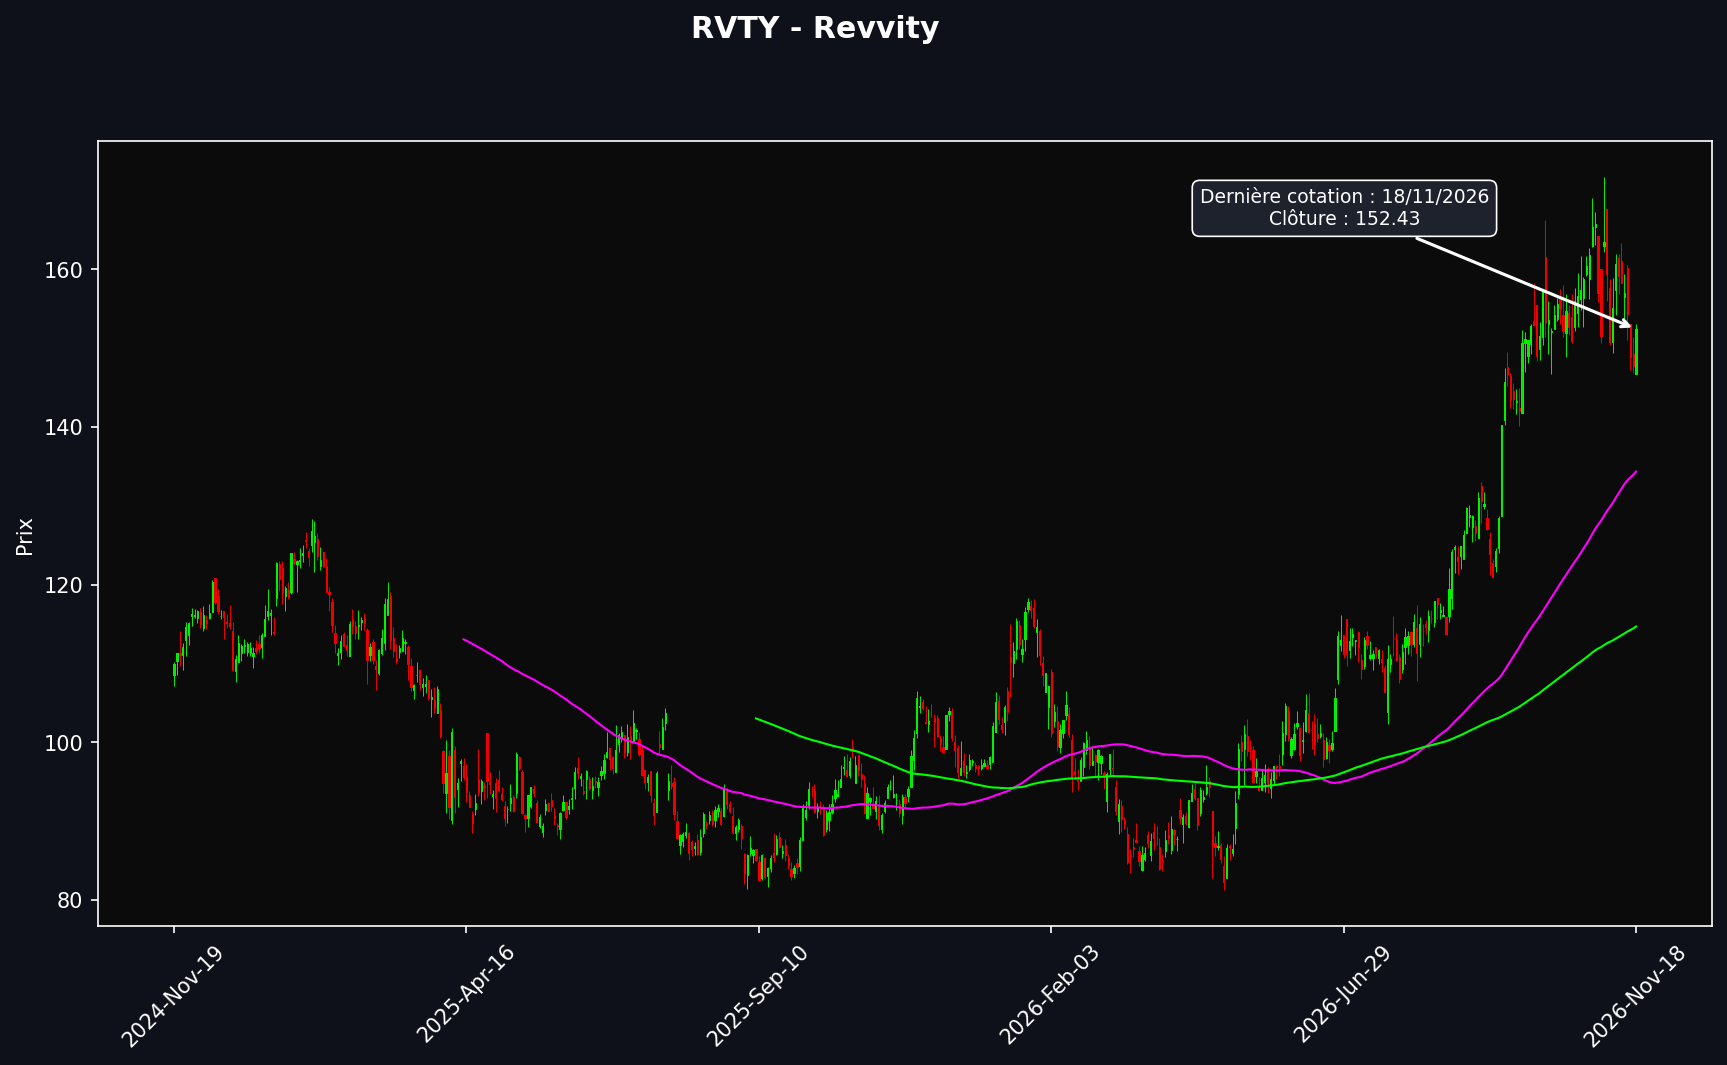 RVTY - Revvity
Dernière cotation : 18/11/2026
Clôture : 152.43
Prix
160
140
120
100
80
2024-Nov-19
2025-Apr-16
2025-Sep-10
2026-Feb-03
2026-Jun-29
2026-Nov-18